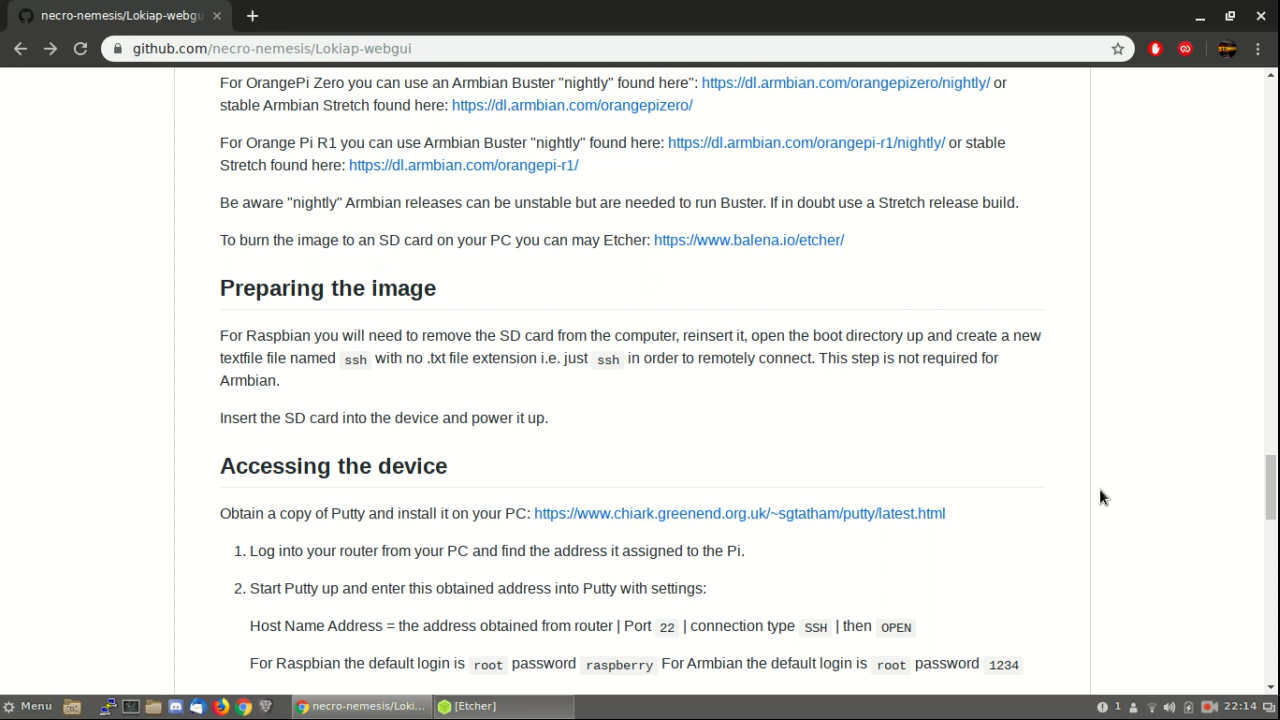 necro-nemesis/Lokiap-webgu
github.com/necro-nemesis/Lokiap-webgui
For OrangePi Zero you can use an Armbian Buster "nightly" found here": https://dl.armbian.com/orangepizero/nightly/ or
stable Armbian Stretch found here: https://dl.armbian.com/orangepizero/
For Orange Pi R1 you can use Armbian Buster "nightly" found here: https://dl.armbian.com/orangepi-r1/nightly/ or stable
Stretch found here: https://dl.armbian.com/orangepi-r1/
Be aware "nightly" Armbian releases can be unstable but are needed to run Buster. If in doubt use a Stretch release build.
To burn the image to an SD card on your PC you can may Etcher: https://www.balena.io/etcher/
Preparing the image
For Raspbian you will need to remove the SD card from the computer, reinsert it, open the boot directory up and create a new
textfile file named ssh with no .txt file extension i.e. just ssh in order to remotely connect. This step is not required for
Armbian.
Insert the SD card into the device and power it up.
Accessing the device
Obtain a copy of Putty and install it on your PC: https://www.chiark.greenend.org.uk/~sgtatham/putty/latest.html
1. Log into your router from your PC and find the address it assigned to the Pi.
2. Start Putty up and enter this obtained address into Putty with settings:
Host Name Address = the address obtained from router | Port 22 | connection type SSH | then OPEN
For Raspbian the default login is root password raspberry For Armbian the default login is root password 1234
Menu necro-nemesis/Loki... [Etcher] 1 22:14